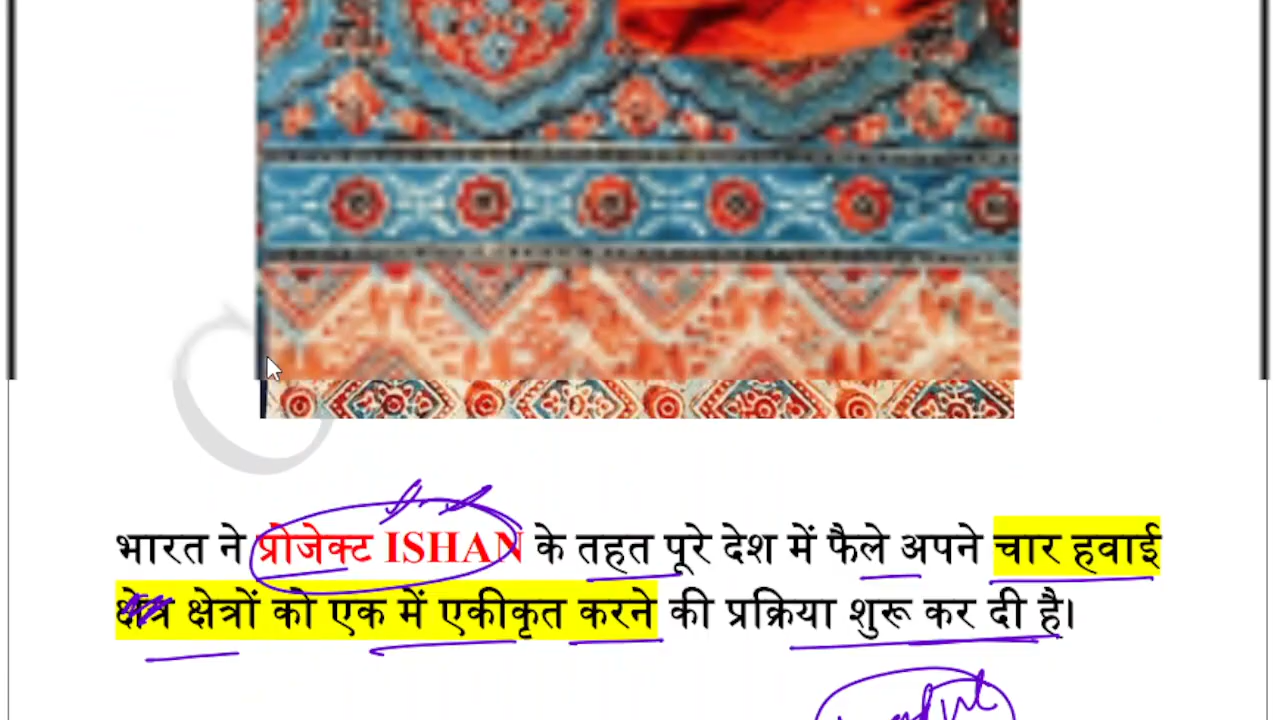 भारत ने प्रोजेक्ट ISHAN के तहत पूरे देश में फैले अपने चार हवाई
क्षेत्र क्षेत्रों को एक में एकीकृत करने की प्रक्रिया शुरू कर दी है।